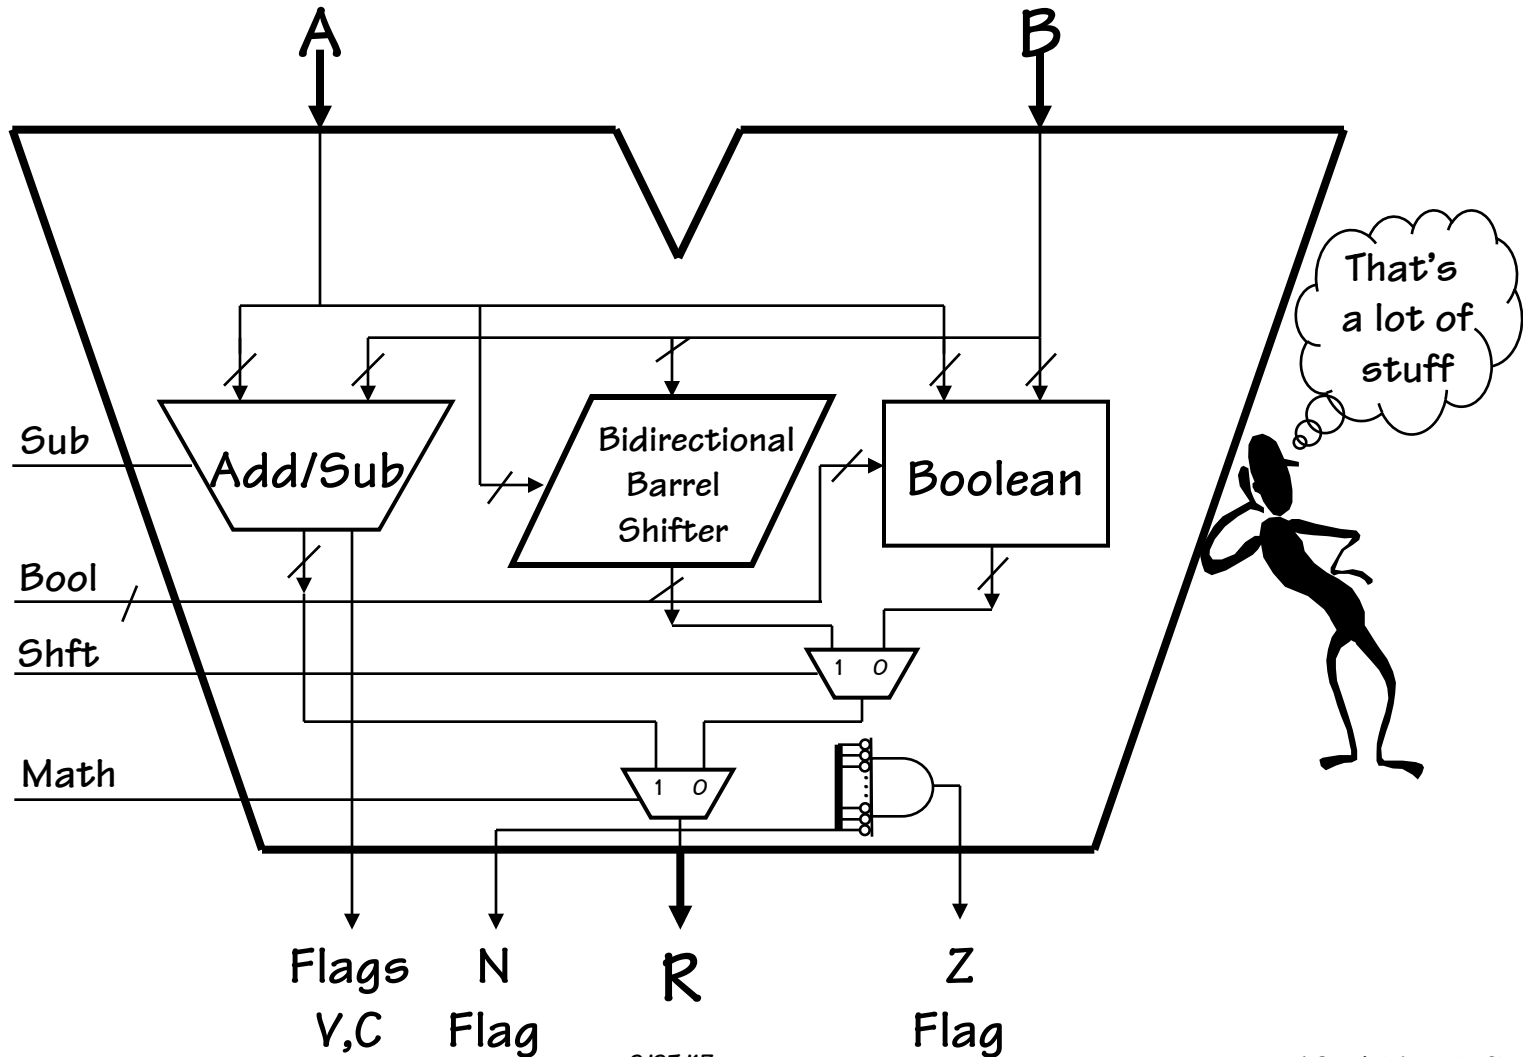 A
B
That's
a lot of
stuff
Sub
Add/Sub
Bidirectional
Barrel
Shifter
Boolean
Bool
Shft
1 0
Math
1 0
Flags
V,C
N
Flag
R
Z
Flag